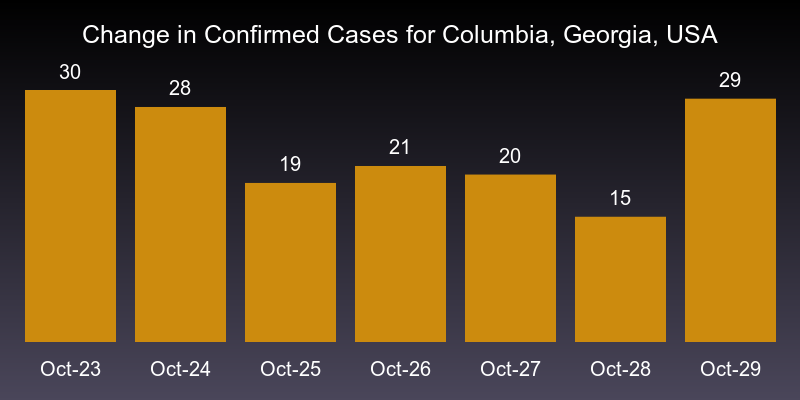 Change in Confirmed Cases for Columbia, Georgia, USA
30
28
19
21
20
15
29
Oct-23
Oct-24
Oct-25
Oct-26
Oct-27
Oct-28
Oct-29